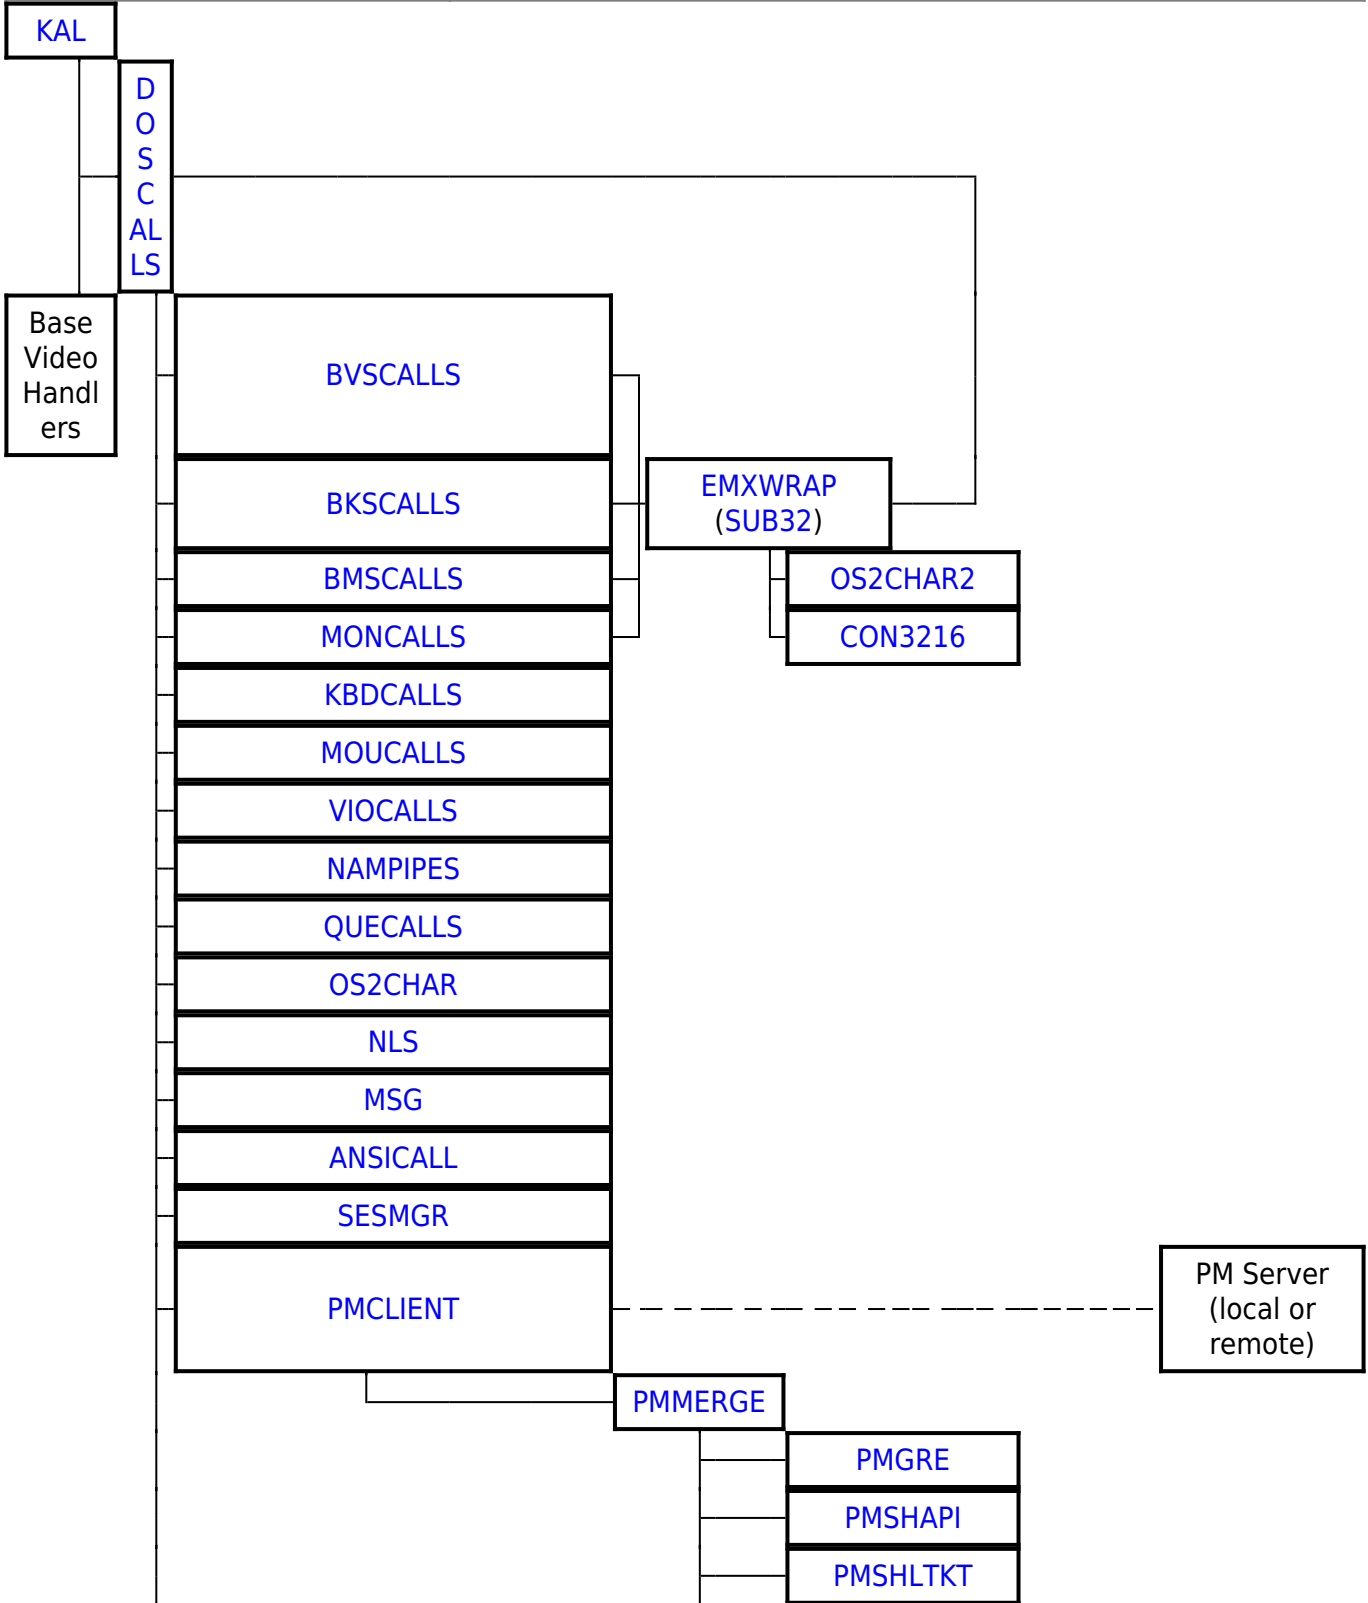 KAL
D
O
S
C
AL
LS
Base
Video
Handl
ers
BVSCALLS
BKSCALLS
EMXWRAP
(SUB32)
BMSCALLS
OS2CHAR2
MONCALLS
CON3216
KBDCALLS
MOUCALLS
VIOCALLS
NAMPIPES
QUECALLS
OS2CHAR
NLS
MSG
ANSICALL
SESMGR
PMCLIENT
PM Server
(local or
remote)
PMMERGE
PMGRE
PMSHAPI
PMSHLTKT